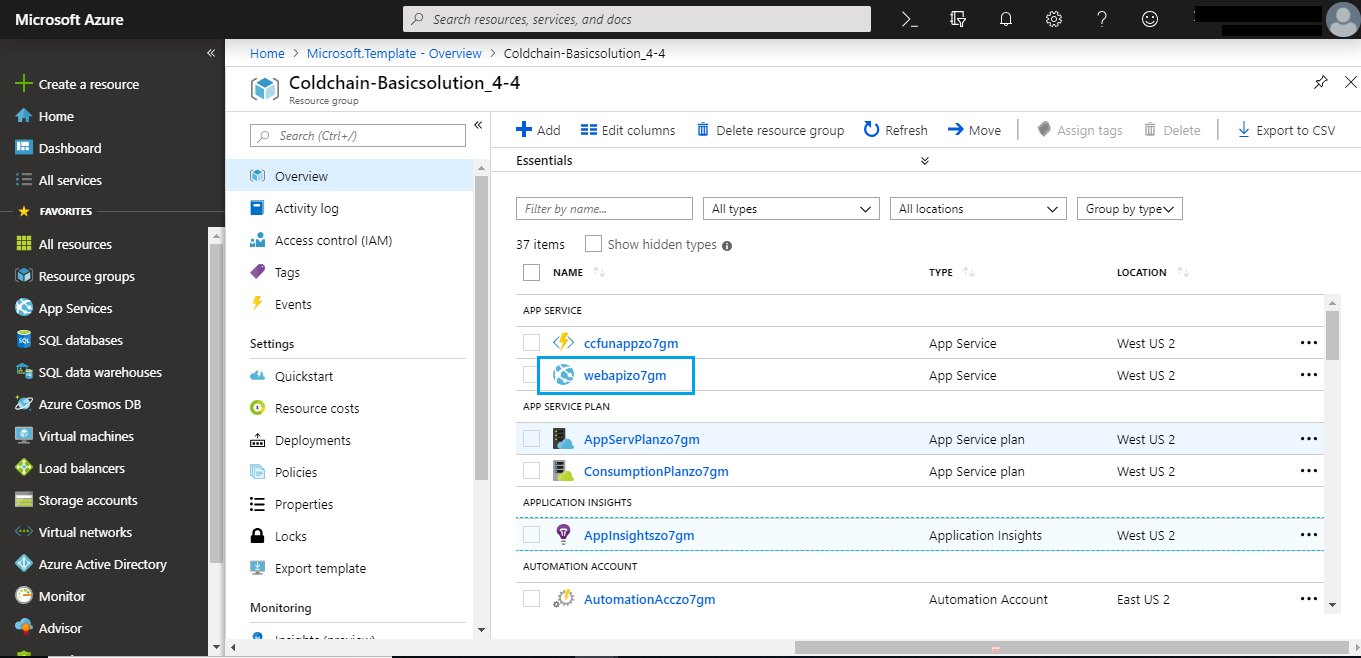 Microsoft Azure
Search resources, services, and docs
Create a resource
Home
Dashboard
All services
FAVORITES
All resources
Resource groups
App Services
SQL databases
SQL data warehouses
Azure Cosmos DB
Virtual machines
Load balancers
Storage accounts
Virtual networks
Azure Active Directory
Monitor
Advisor
Home > Microsoft.Template - Overview > Coldchain-Basicsolution_4-4
Coldchain-Basicsolution_4-4
Resource group
Search (Ctrl+/)
Overview
Activity log
Access control (IAM)
Tags
Events
Settings
Quickstart
Resource costs
Deployments
Policies
Properties
Locks
Export template
Monitoring
Insights (preview)
Add Edit columns Delete resource group Refresh Move Assign tags Delete Export to CSV
Essentials
Filter by name... All types All locations Group by type
37 items Show hidden types
NAME TYPE LOCATION
APP SERVICE
ccfunappzo7gm App Service West US 2
webapizo7gm App Service West US 2
APP SERVICE PLAN
AppServPlanzo7gm App Service plan West US 2
ConsumptionPlanzo7gm App Service plan West US 2
APPLICATION INSIGHTS
AppInsightszo7gm Application Insights West US 2
AUTOMATION ACCOUNT
AutomationAcczo7gm Automation Account East US 2